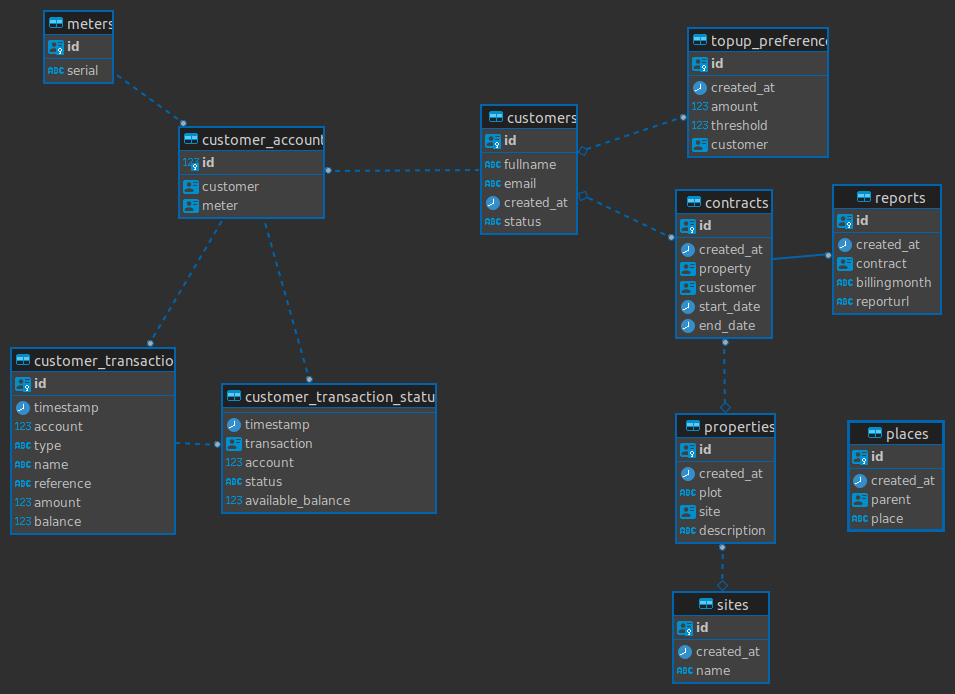 meters
id
ABC serial
customer_account
123 id
customer
meter
customers
id
ABC fullname
ABC email
created_at
ABC status
topup_preference
id
created_at
123 amount
123 threshold
customer
contracts
id
created_at
property
customer
start_date
end_date
reports
id
created_at
contract
ABC billingmonth
ABC reporturl
customer_transactio
id
timestamp
123 account
ABC type
ABC name
ABC reference
123 amount
123 balance
customer_transaction_statu
timestamp
transaction
123 account
ABC status
123 available_balance
properties
id
created_at
ABC plot
site
ABC description
places
id
created_at
parent
ABC place
sites
id
created_at
ABC name